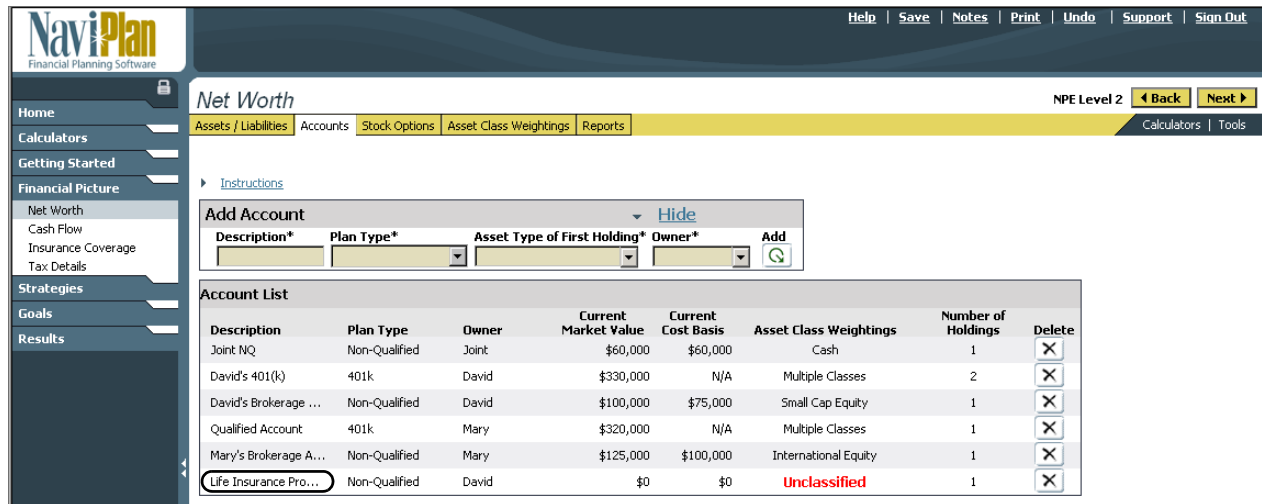 Help | Save | Notes | Print | Undo | Support | Sign Out
NaviPlan
Financial Planning Software
Home
Calculators
Getting Started
Financial Picture
Net Worth
Cash Flow
Insurance Coverage
Tax Details
Strategies
Goals
Results
Net Worth
NPE Level 2 Back Next
Assets / Liabilities Accounts Stock Options Asset Class Weightings Reports
Calculators | Tools
Instructions
Add Account Hide
Description* Plan Type* Asset Type of First Holding* Owner* Add
Account List
Description Plan Type Owner Current Market Value Current Cost Basis Asset Class Weightings Number of Holdings Delete
Joint NQ Non-Qualified Joint $60,000 $60,000 Cash 1
David's 401(k) 401k David $330,000 N/A Multiple Classes 2
David's Brokerage ... Non-Qualified David $100,000 $75,000 Small Cap Equity 1
Qualified Account 401k Mary $320,000 N/A Multiple Classes 1
Mary's Brokerage A... Non-Qualified Mary $125,000 $100,000 International Equity 1
Life Insurance Pro... Non-Qualified David $0 $0 Unclassified 1